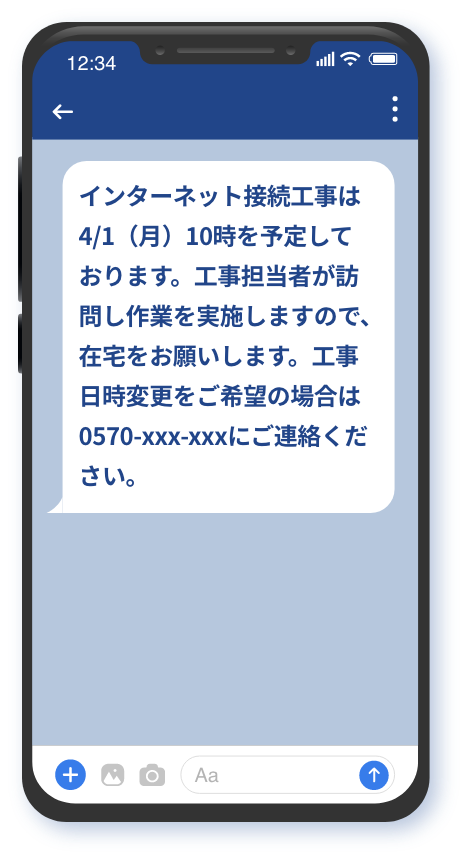 12:34
インターネット接続工事は
4/1（月）10時を予定して
おります。工事担当者が訪
問し作業を実施しますので、
在宅をお願いします。工事
日時変更をご希望の場合は
0570-xxx-xxxにご連絡くだ
さい。
Aa